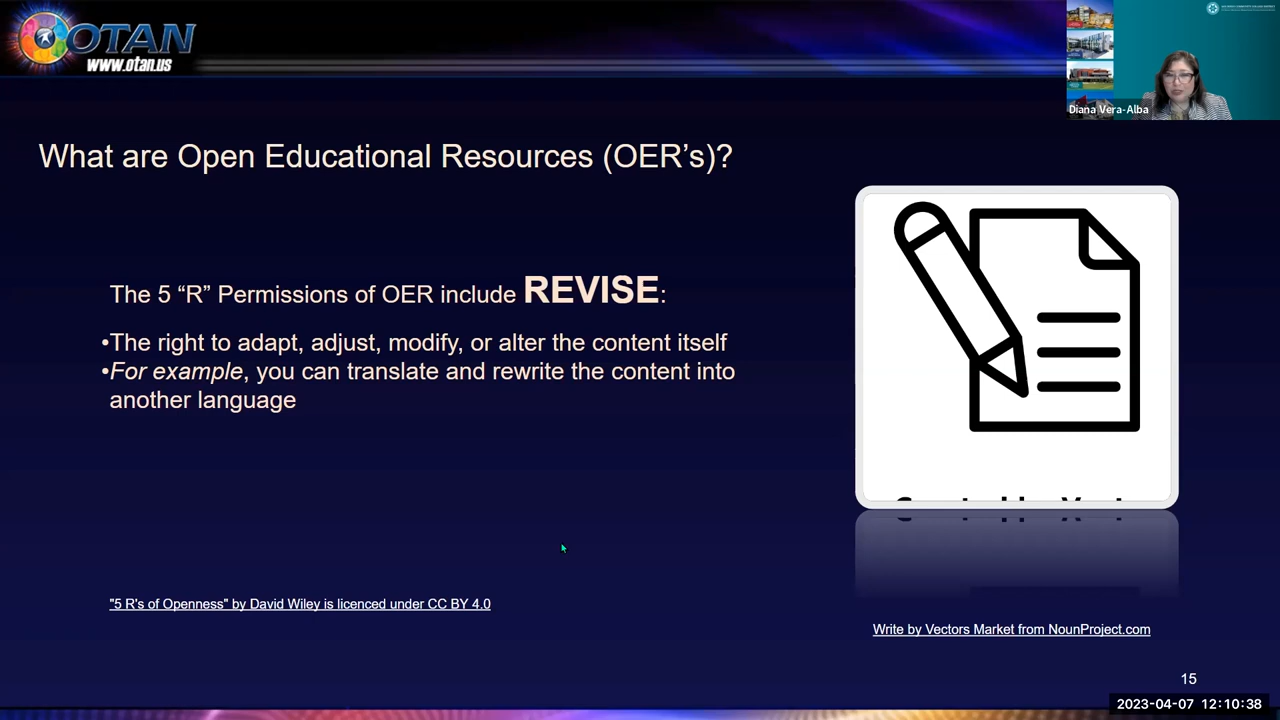 OTAN
www.otan.us
Diana Vera-Alba
What are Open Educational Resources (OER’s)?
The 5 “R” Permissions of OER include REVISE:
•The right to adapt, adjust, modify, or alter the content itself
•For example, you can translate and rewrite the content into
another language
"5 R's of Openness" by David Wiley is licenced under CC BY 4.0
Write by Vectors Market from NounProject.com
15
2023-04-07 12:10:38